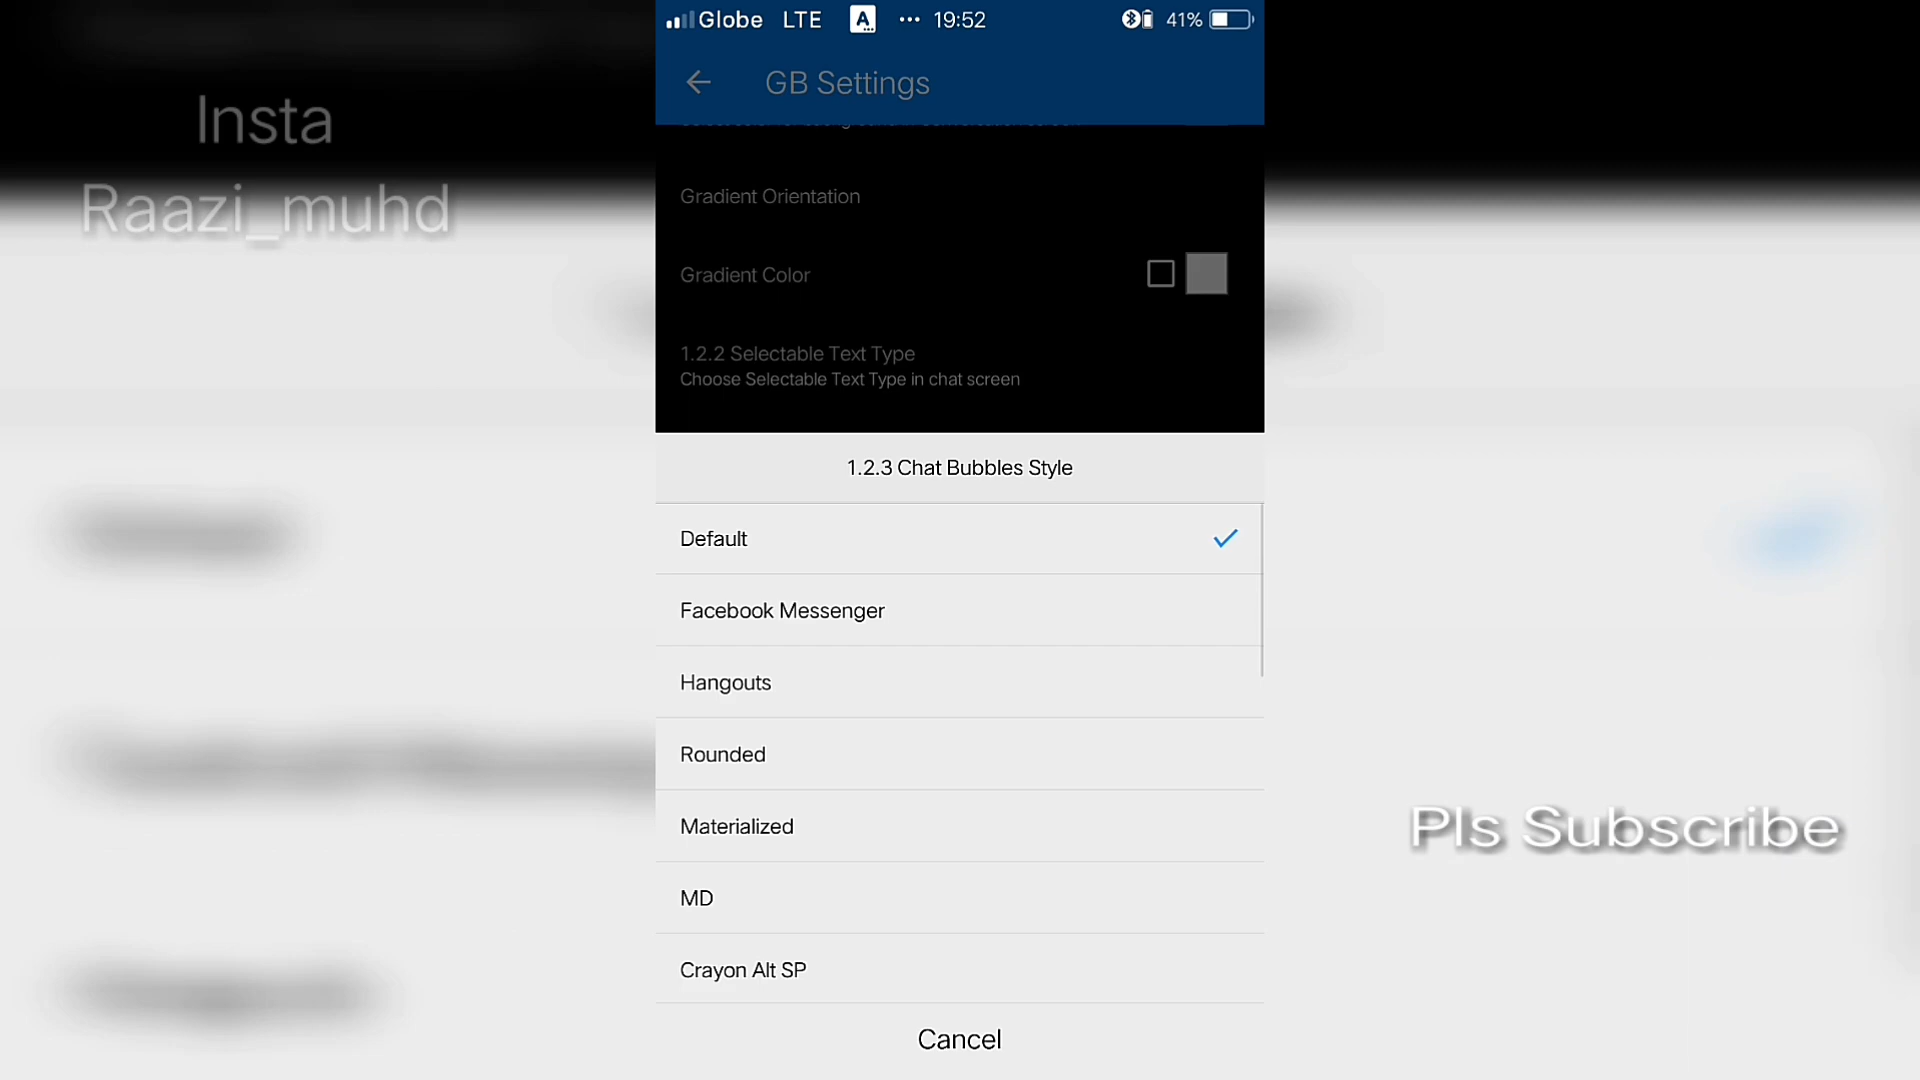 Globe LTE A ... 19:52 41%
GB Settings
Insta
Raazi_muhd
Gradient Orientation
Gradient Color
1.2.2 Selectable Text Type
Choose Selectable Text Type in chat screen
1.2.3 Chat Bubbles Style
Default
Facebook Messenger
Hangouts
Rounded
Materialized
MD
Crayon Alt SP
Cancel
Pls Subscribe